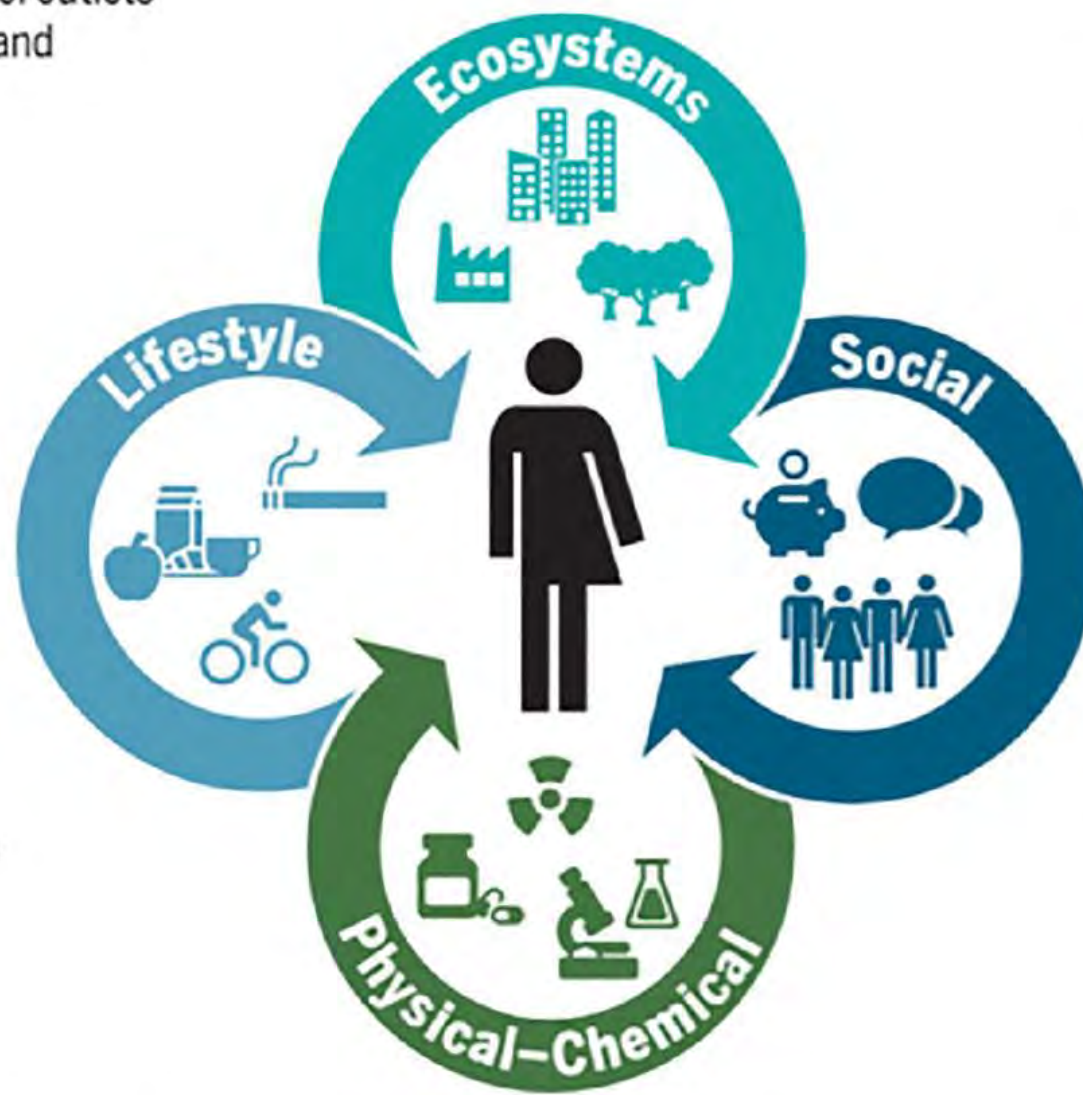 and
Ecosystems
Lifestyle
Social
Physical–Chemical